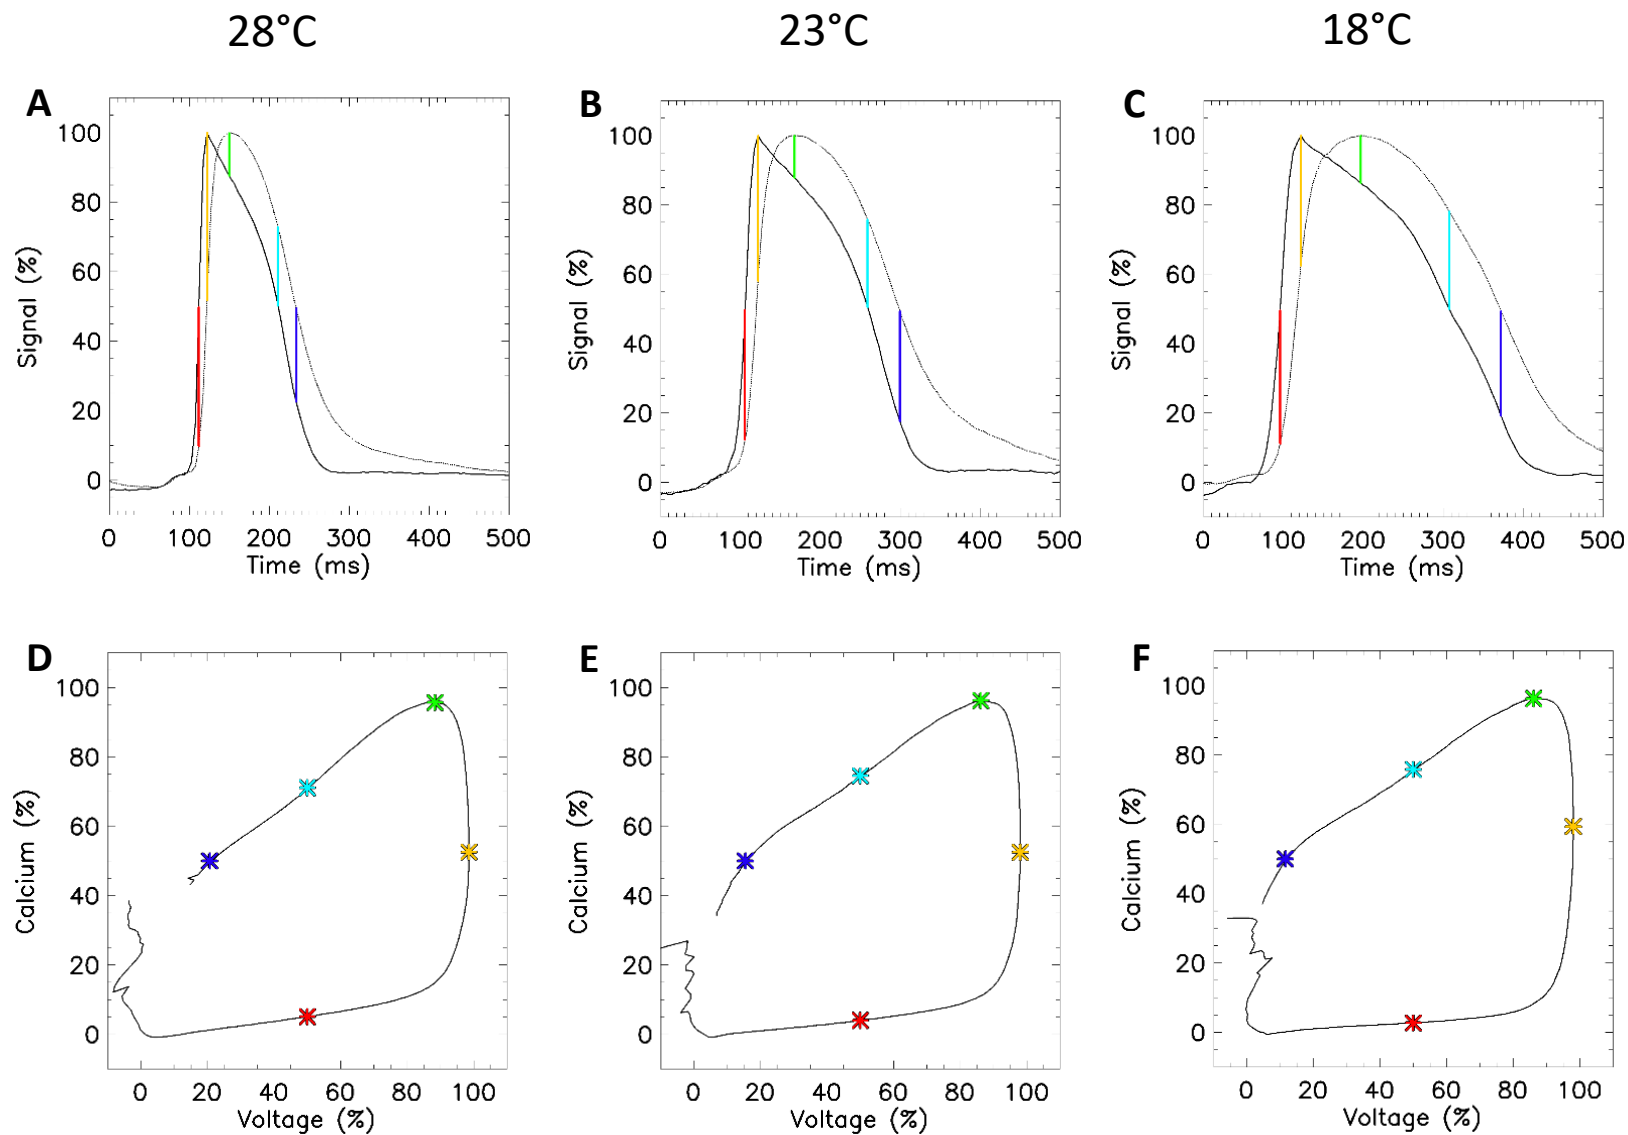 28°C 23°C 18°C
A B C
100 100 100
80 80 80
60 60 60
40 40 40
20 20 20
0 0 0
Signal (%) Signal (%) Signal (%)
0 100 200 300 400 500 0 100 200 300 400 500 0 100 200 300 400 500
Time (ms) Time (ms) Time (ms)
D E F
100 100 100
80 80 80
60 60 60
40 40 40
20 20 20
0 0 0
Calcium (%) Calcium (%) Calcium (%)
0 20 40 60 80 100 0 20 40 60 80 100 0 20 40 60 80 100
Voltage (%) Voltage (%) Voltage (%)